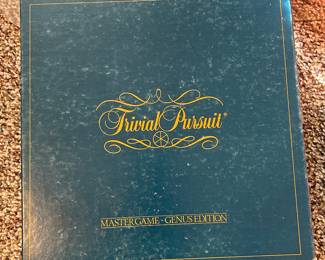 Trivial Pursuit®
MASTER GAME - GENUS EDITION